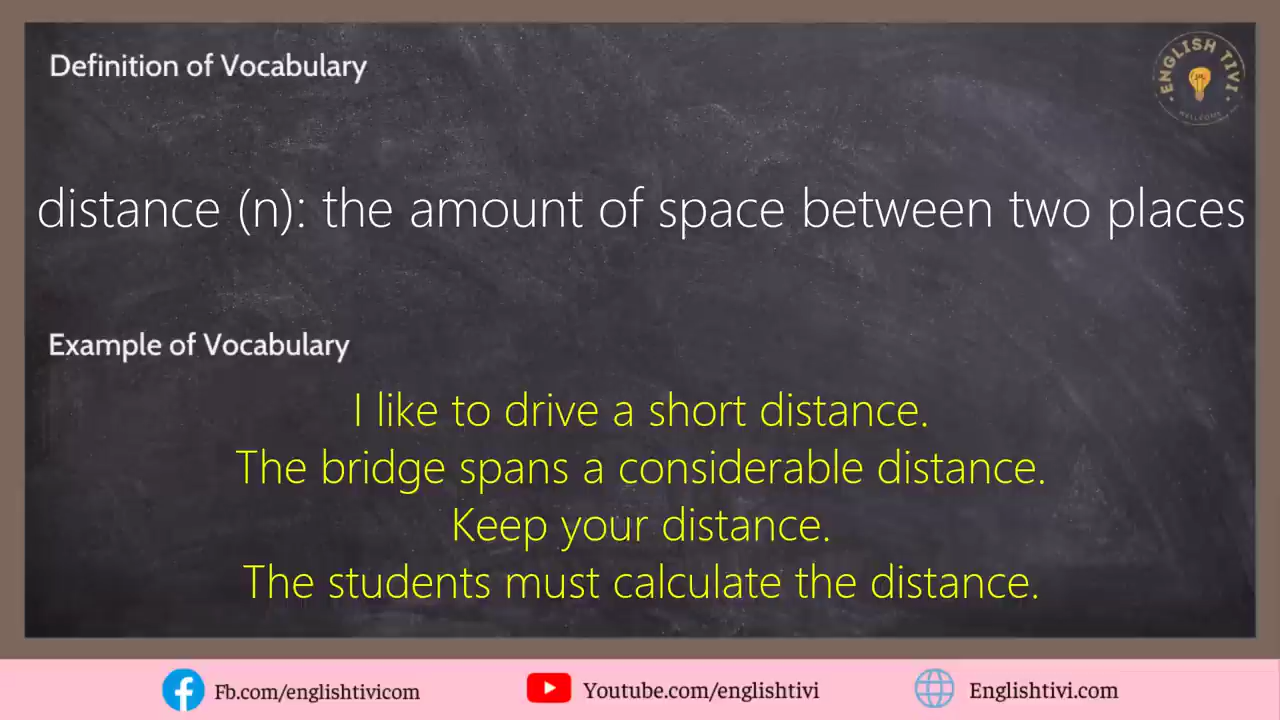 Definition of Vocabulary
ENGLISH TIVI
WELLCOME
distance (n): the amount of space between two places
Example of Vocabulary
I like to drive a short distance.
The bridge spans a considerable distance.
Keep your distance.
The students must calculate the distance.
Fb.com/englishtivicom
Youtube.com/englishtivi
Englishtivi.com